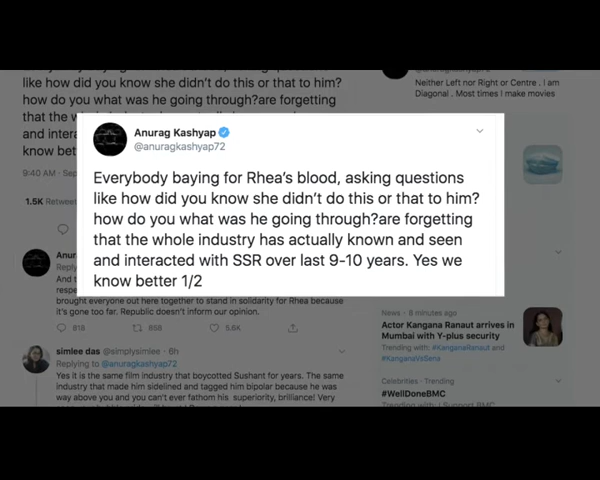 like how did you know she didn't do this or that to him?
how do you what was he going through?are forgetting
that the w
and intera
know bet
9:40 AM · Sep
1.5K Retweet
Anurag Kashyap
@anuragkashyap72
Everybody baying for Rhea's blood, asking questions
like how did you know she didn't do this or that to him?
how do you what was he going through?are forgetting
that the whole industry has actually known and seen
and interacted with SSR over last 9-10 years. Yes we
know better 1/2
Anur
Reply
And t
respe
brought everyone out here together to stand in solidarity for Rhea because
it's gone too far. Republic doesn't inform our opinion.
818
658
5.6K
simlee das @simplysimlee · 6h
Replying to @anuragkashyap72
Yes it is the same film industry that boycotted Sushant for years. The same
industry that made him sidelined and tagged him bipolar because he was
way above you and you can't ever fathom his superiority, brilliance! Very
Neither Left nor Right or Centre . I am
Diagonal . Most times I make movies
News · 8 minutes ago
Actor Kangana Ranaut arrives in
Mumbai with Y-plus security
Trending with: #KanganaRanaut and
#KanganaVsSena
Celebrities · Trending
#WellDoneBMC
Trending with: I Support BMC